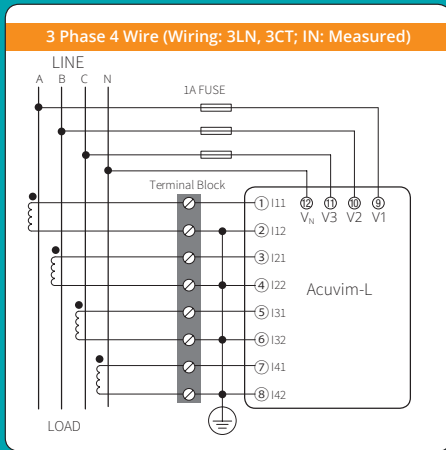 3 Phase 4 Wire (Wiring: 3LN, 3CT; IN: Measured)
LINE
A B C N
1A FUSE
Terminal Block
12 11 10 9
VN V3 V2 V1
1 I11
2 I12
3 I21
4 I22
Acuvim-L
5 I31
6 I32
7 I41
8 I42
LOAD